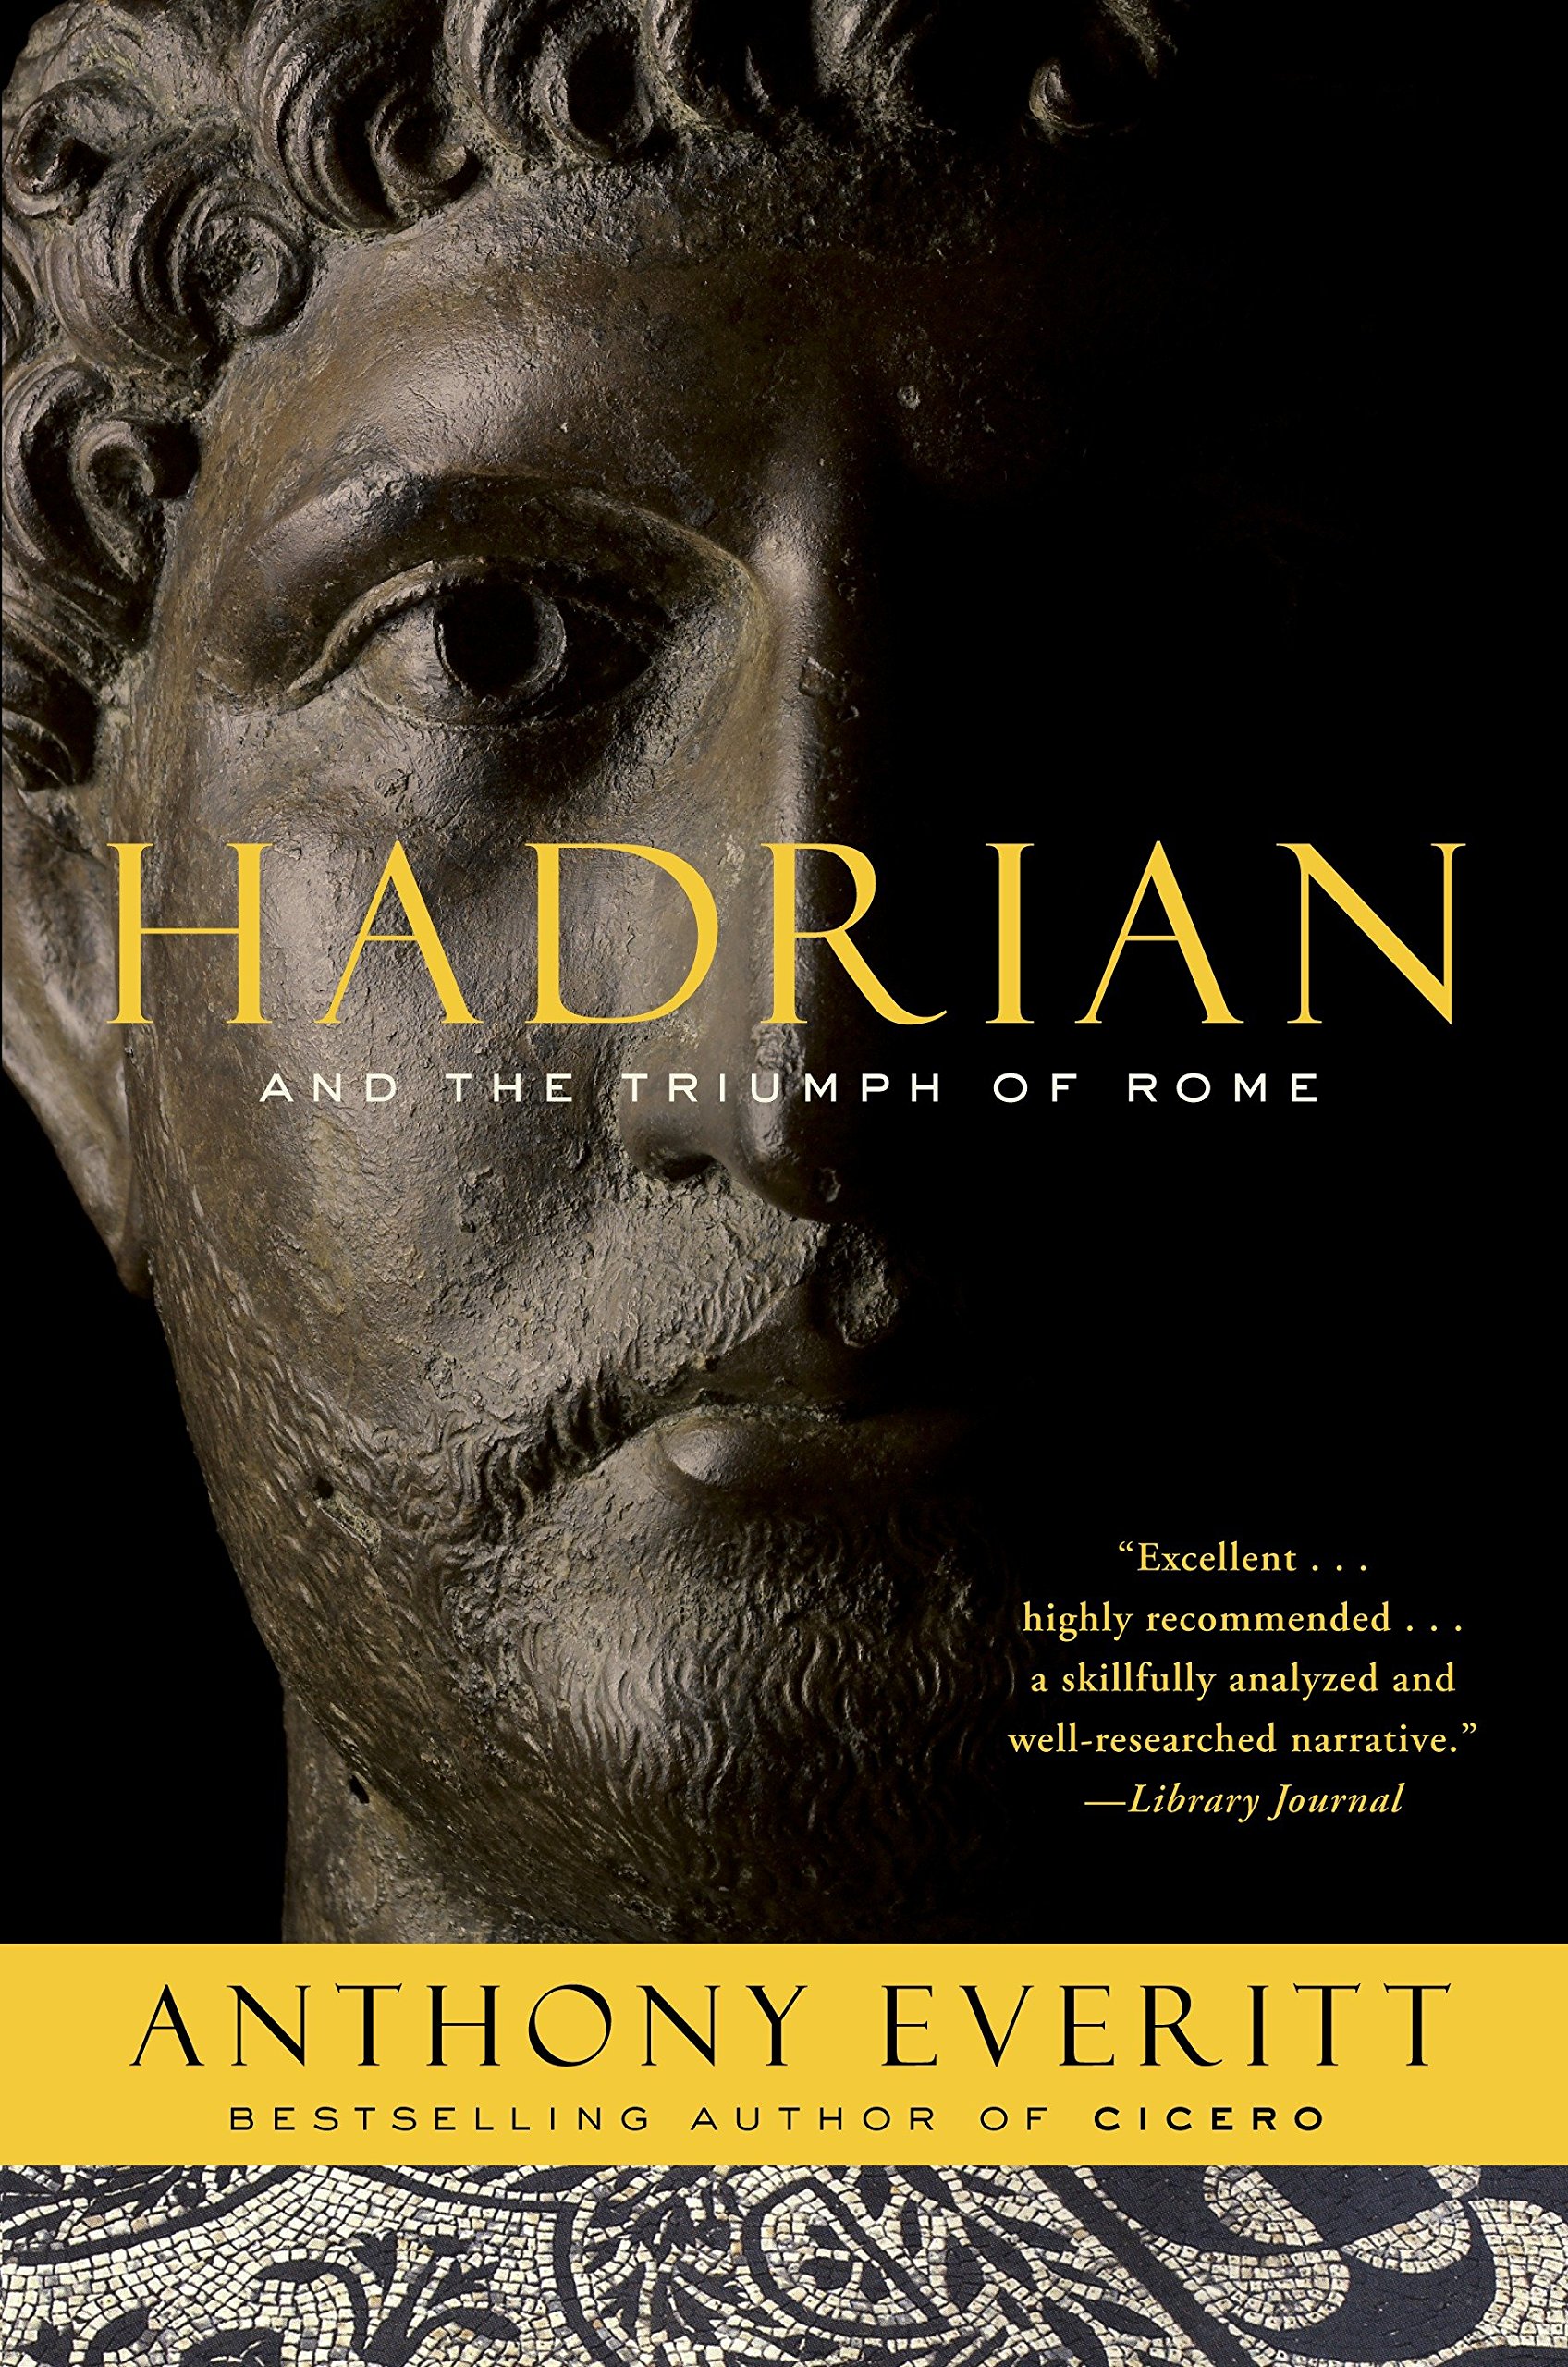 HADRIAN
AND THE TRIUMPH OF ROME
“Excellent . . .
highly recommended . . .
a skillfully analyzed and
well-researched narrative.”
—Library Journal
ANTHONY EVERITT
BESTSELLING AUTHOR OF CICERO